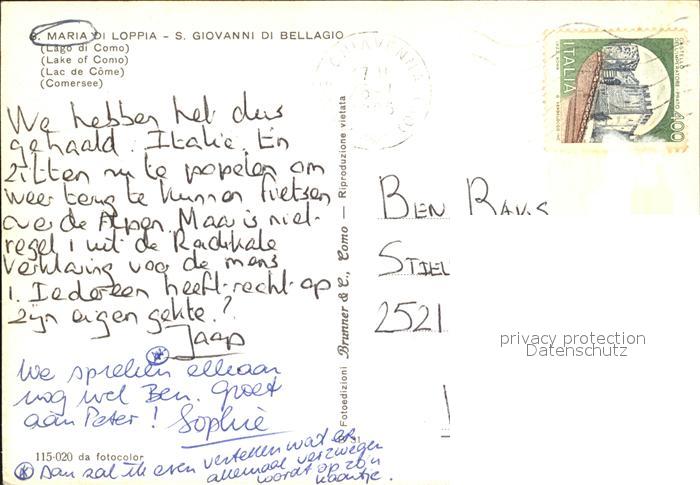 S. MARIA DI LOPPIA - S. GIOVANNI DI BELLAGIO
(Lago di Como)
(Lake of Como)
(Lac de Côme)
(Comersee)
We hebben het dus
gehaald. Italie. En
zitten nu te popelen om
weer terug te kunnen fietsen
over de Alpen. Maar is niet
regel 1 uit de Radikale
Verklaring voor de mens
1. Iedereen heeft recht op
zijn eigen gekte?
Jaap
We spreken elkaar
nog wel Ben. Groet
aan Peter! Sophie
Dan zal ik even vertellen wat er
allemaal verzwegen
wordt op zo'n
kaartje.
115-020 da fotocolor
Fotoedizioni Brunner & C., Como — Riproduzione vietata
ITALIA
400
BEN
2521
privacy protection
Datenschutz